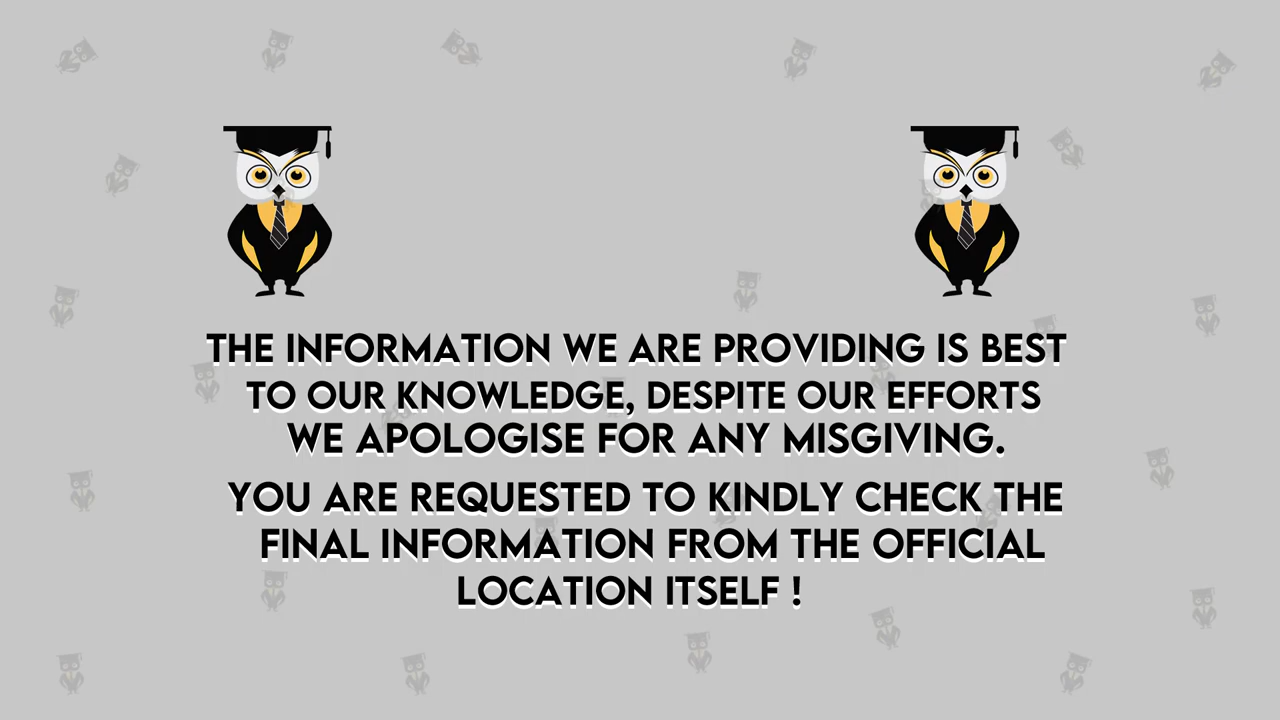 THE INFORMATION WE ARE PROVIDING IS BEST
TO OUR KNOWLEDGE, DESPITE OUR EFFORTS
WE APOLOGISE FOR ANY MISGIVING.
YOU ARE REQUESTED TO KINDLY CHECK THE
FINAL INFORMATION FROM THE OFFICIAL
LOCATION ITSELF !